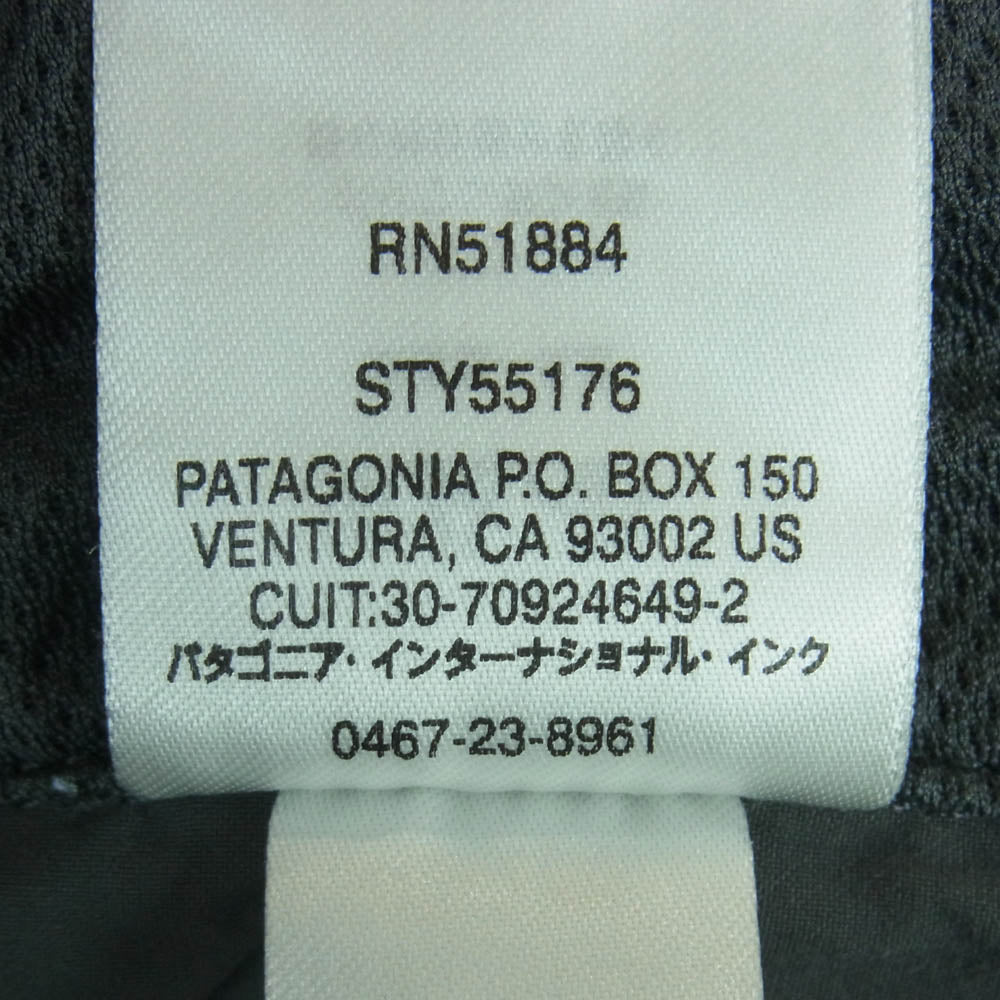 RN51884
STY55176
PATAGONIA P.O. BOX 150
VENTURA, CA 93002 US
CUIT:30-70924649-2
パタゴニア・インターナショナル・インク
0467-23-8961